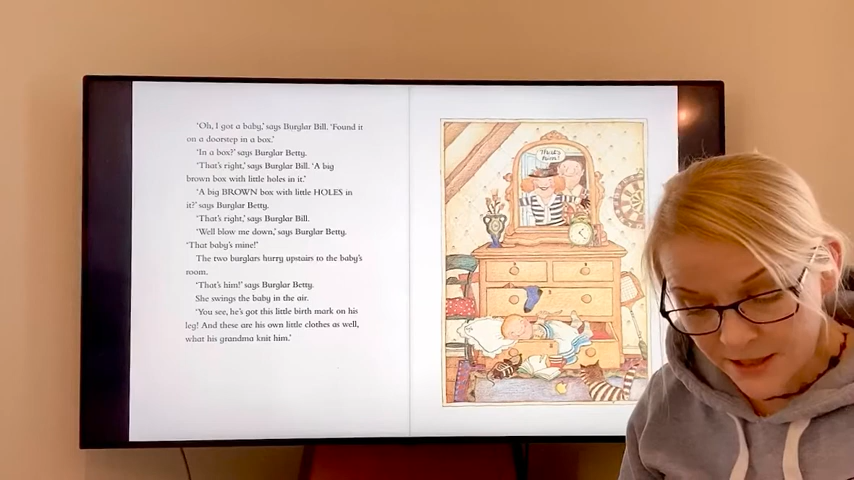 'Oh, I got a baby,' says Burglar Bill. 'Found it
on a doorstep in a box.'
'In a box?' says Burglar Betty.
'That's right,' says Burglar Bill. 'A big
brown box with little holes in it.'
'A big BROWN box with little HOLES in
it?' says Burglar Betty.
'That's right,' says Burglar Bill.
'Well blow me down,' says Burglar Betty.
'That baby's mine!'
The two burglars hurry upstairs to the baby's
room.
'That's him!' says Burglar Betty.
She swings the baby in the air.
'You see, he's got this little birth mark on his
leg! And these are his own little clothes as well,
what his grandma knit him.'
That's
him!